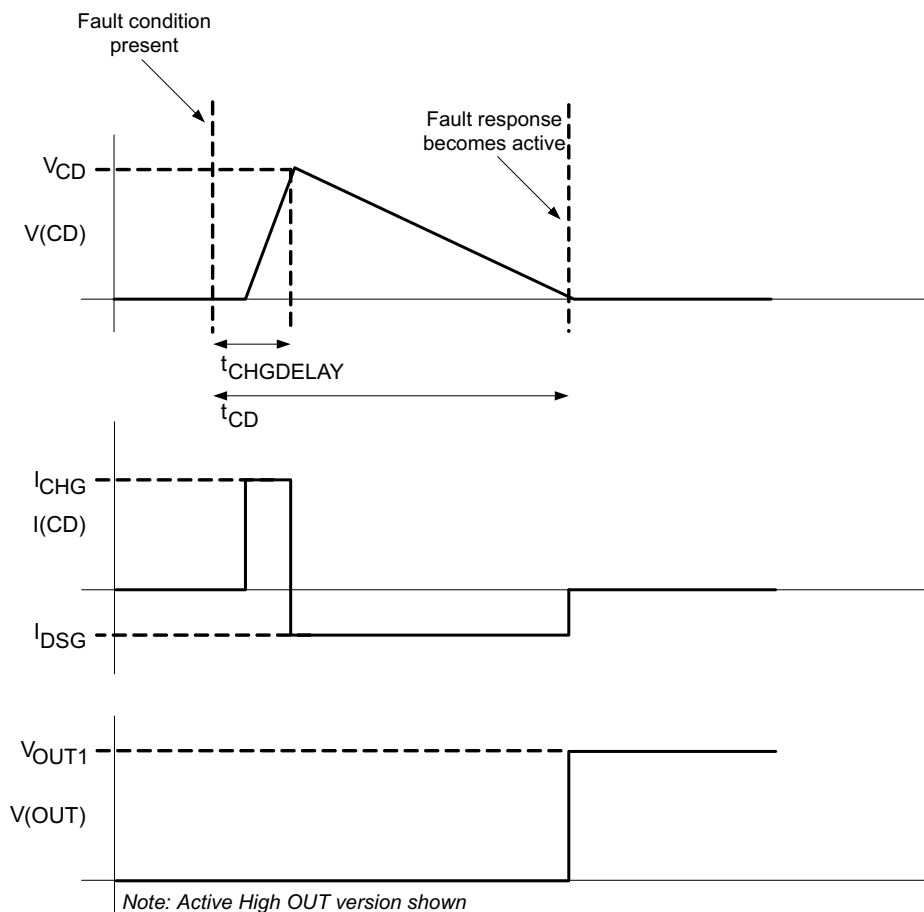 Fault condition
present
Fault response
becomes active
VCD
V(CD)
tCHGDELAY
tCD
ICHG
I(CD)
IDSG
VOUT1
V(OUT)
Note: Active High OUT version shown